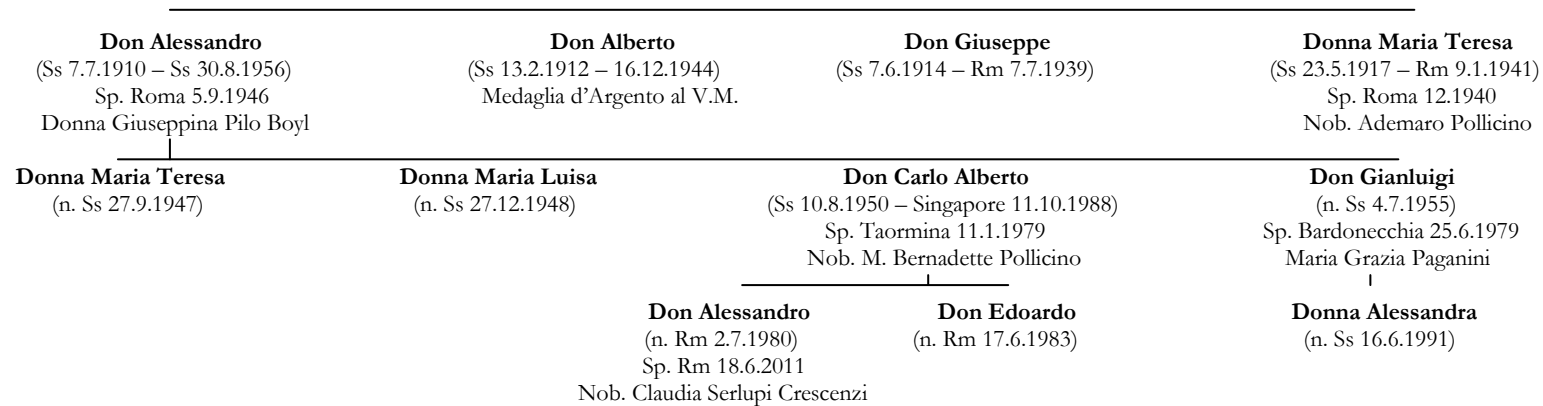 Don Alessandro
(Ss 7.7.1910 – Ss 30.8.1956)
Sp. Roma 5.9.1946
Donna Giuseppina Pilo Boyl
Don Alberto
(Ss 13.2.1912 – 16.12.1944)
Medaglia d'Argento al V.M.
Don Giuseppe
(Ss 7.6.1914 – Rm 7.7.1939)
Donna Maria Teresa
(Ss 23.5.1917 – Rm 9.1.1941)
Sp. Roma 12.1940
Nob. Ademaro Pollicino
Donna Maria Teresa
(n. Ss 27.9.1947)
Donna Maria Luisa
(n. Ss 27.12.1948)
Don Carlo Alberto
(Ss 10.8.1950 – Singapore 11.10.1988)
Sp. Taormina 11.1.1979
Nob. M. Bernadette Pollicino
Don Gianluigi
(n. Ss 4.7.1955)
Sp. Bardonecchia 25.6.1979
Maria Grazia Paganini
Don Alessandro
(n. Rm 2.7.1980)
Sp. Rm 18.6.2011
Nob. Claudia Serlupi Crescenzi
Don Edoardo
(n. Rm 17.6.1983)
Donna Alessandra
(n. Ss 16.6.1991)